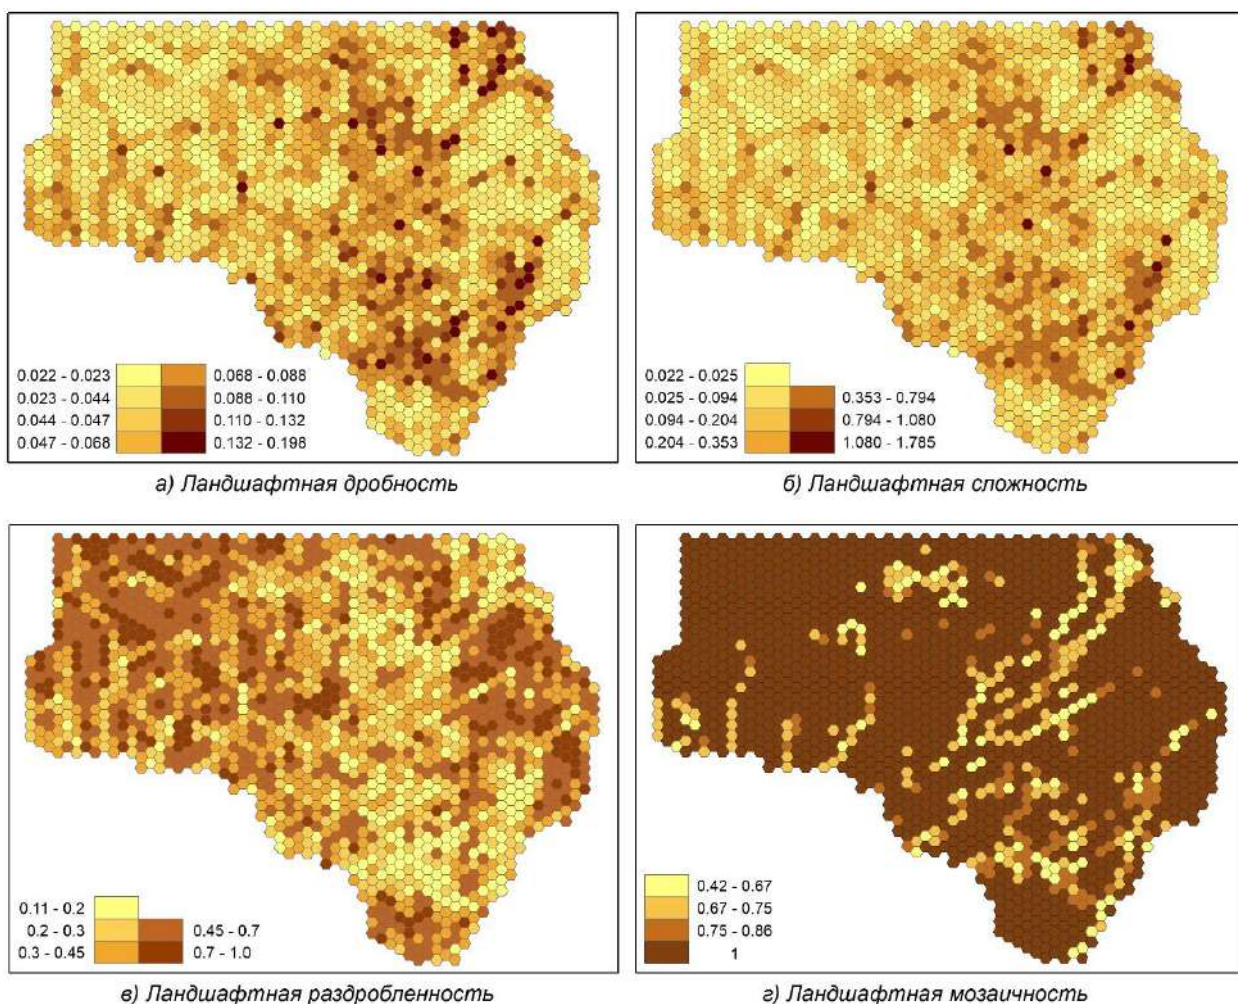 0.022 - 0.023 0.068 - 0.088
0.023 - 0.044 0.088 - 0.110
0.044 - 0.047 0.110 - 0.132
0.047 - 0.068 0.132 - 0.198
а) Ландшафтная дробность
0.022 - 0.025
0.025 - 0.094 0.353 - 0.794
0.094 - 0.204 0.794 - 1.080
0.204 - 0.353 1.080 - 1.785
б) Ландшафтная сложность
0.11 - 0.2
0.2 - 0.3 0.45 - 0.7
0.3 - 0.45 0.7 - 1.0
в) Ландшафтная раздробленность
0.42 - 0.67
0.67 - 0.75
0.75 - 0.86
1
г) Ландшафтная мозаичность